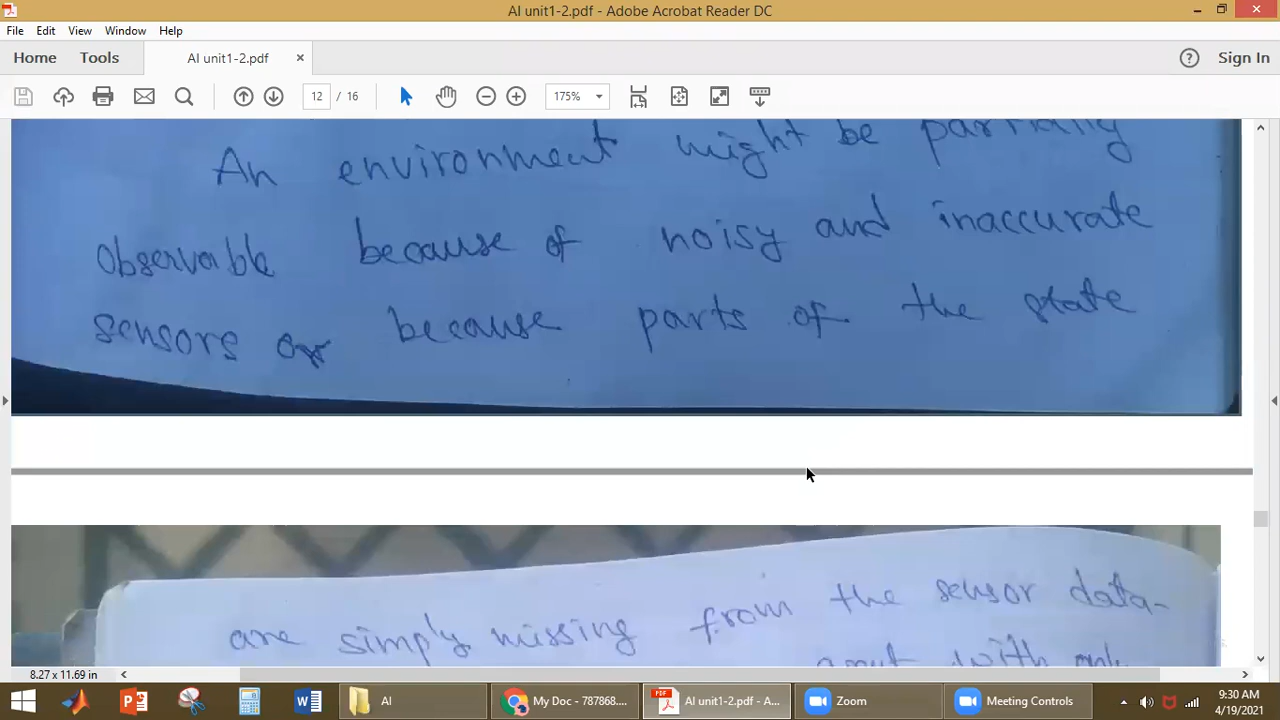 AI unit1-2.pdf - Adobe Acrobat Reader DC
File Edit View Window Help
Home Tools AI unit1-2.pdf × Sign In
12 / 16 175%
An environment might be partially
Observable because of noisy and inaccurate
sensors or because parts of the state
are simply missing from the sensor data-
with only
8.27 x 11.69 in
AI My Doc - 787868.... AI unit1-2.pdf - A... Zoom Meeting Controls 9:30 AM
4/19/2021